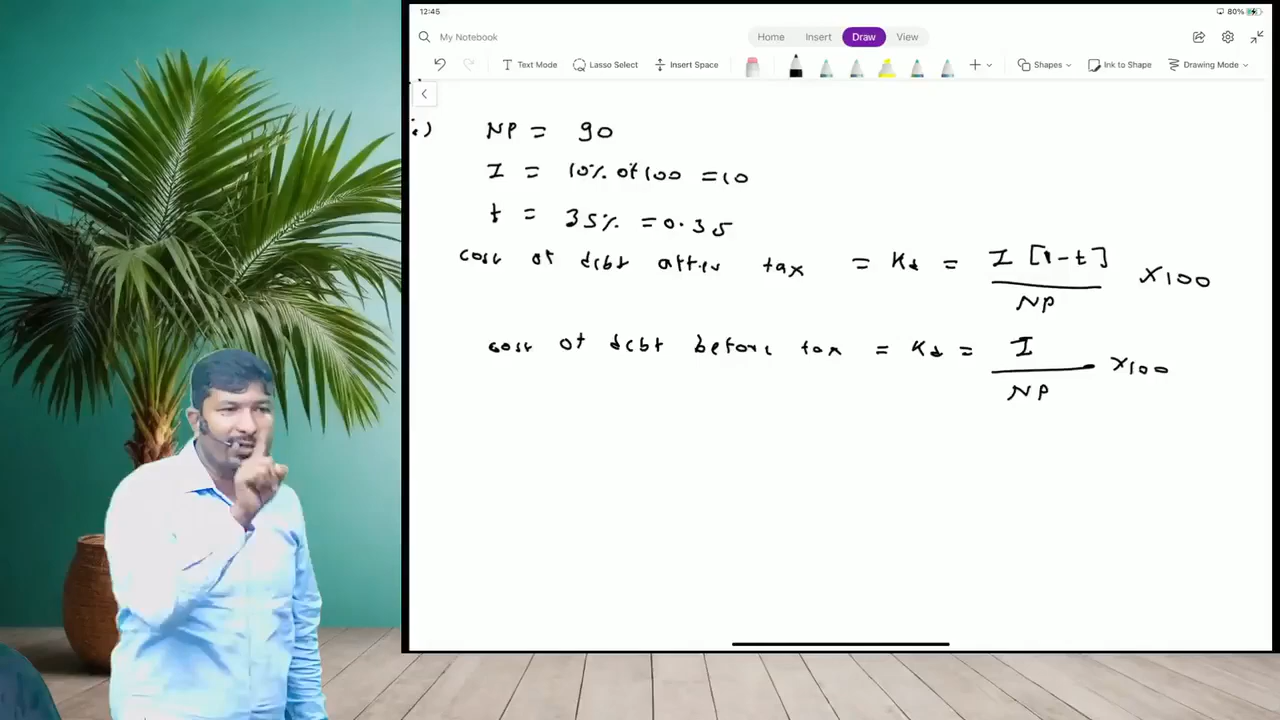 12:45
80%
My Notebook
Home Insert Draw View
Text Mode Lasso Select Insert Space Shapes Ink to Shape Drawing Mode
i) NP = 90
I = 10% of 100 = 10
t = 35% = 0.35
cost of debt after tax = Kd = I [1-t] / NP ×100
cost of debt before tax = Kd = I / NP ×100